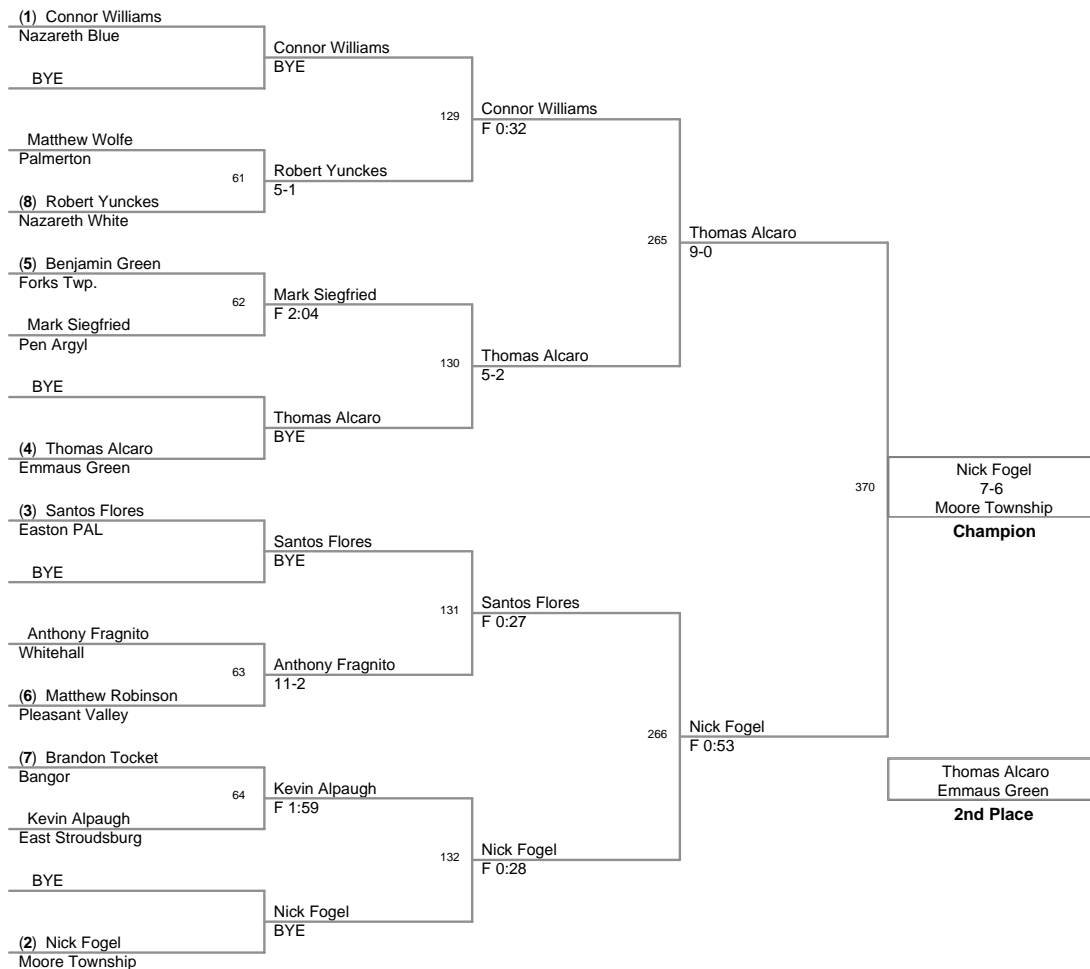 (1) Connor Williams
Nazareth Blue
BYE
Matthew Wolfe
Palmerton
(8) Robert Yunckes
Nazareth White
(5) Benjamin Green
Forks Twp.
Mark Siegfried
Pen Argyl
BYE
(4) Thomas Alcaro
Emmaus Green
(3) Santos Flores
Easton PAL
BYE
Anthony Fragnito
Whitehall
(6) Matthew Robinson
Pleasant Valley
(7) Brandon Tocket
Bangor
Kevin Alpaugh
East Stroudsburg
BYE
(2) Nick Fogel
Moore Township
Connor Williams
BYE
61
Robert Yunckes
5-1
62
Mark Siegfried
F 2:04
Thomas Alcaro
BYE
Santos Flores
BYE
63
Anthony Fragnito
11-2
64
Kevin Alpaugh
F 1:59
Nick Fogel
BYE
129
Connor Williams
F 0:32
130
Thomas Alcaro
5-2
131
Santos Flores
F 0:27
132
Nick Fogel
F 0:28
265
Thomas Alcaro
9-0
266
Nick Fogel
F 0:53
370
Nick Fogel
7-6
Moore Township
Champion
Thomas Alcaro
Emmaus Green
2nd Place